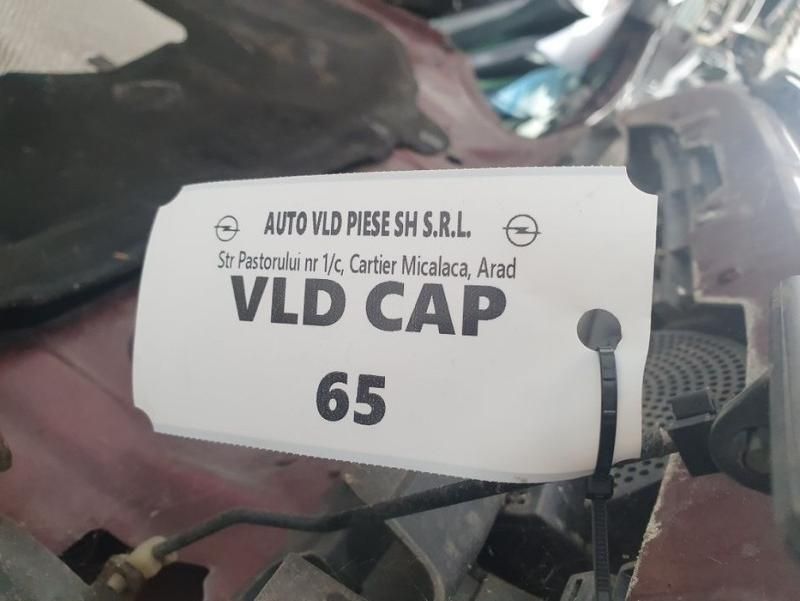 AUTO VLD PIESE SH S.R.L.
Str Pastorului nr 1/c, Cartier Micalaca, Arad
VLD CAP
65